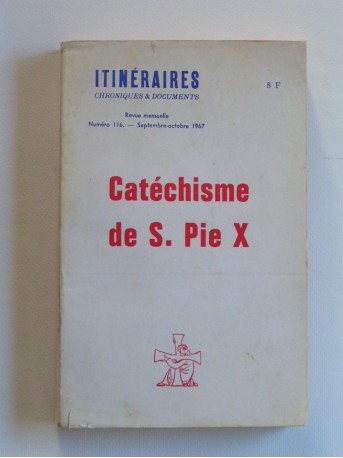 ITINÉRAIRES
CHRONIQUES & DOCUMENTS
8 F
Revue mensuelle
Numéro 116. — Septembre-octobre 1967
Catéchisme
de S. Pie X